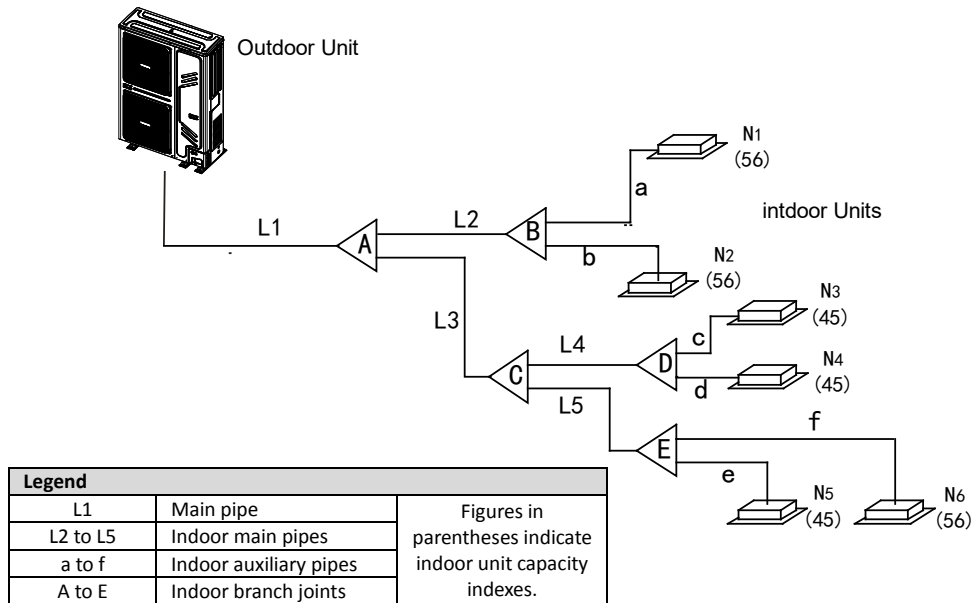 Outdoor Unit
N1
(56)
a
intdoor Units
L1
A
L2
B
b
N2
(56)
L3
N3
(45)
c
L4
D
N4
(45)
d
C
L5
f
E
e
N5
(45)
N6
(56)
Legend
L1 Main pipe
L2 to L5 Indoor main pipes
a to f Indoor auxiliary pipes
A to E Indoor branch joints
Figures in
parentheses indicate
indoor unit capacity
indexes.